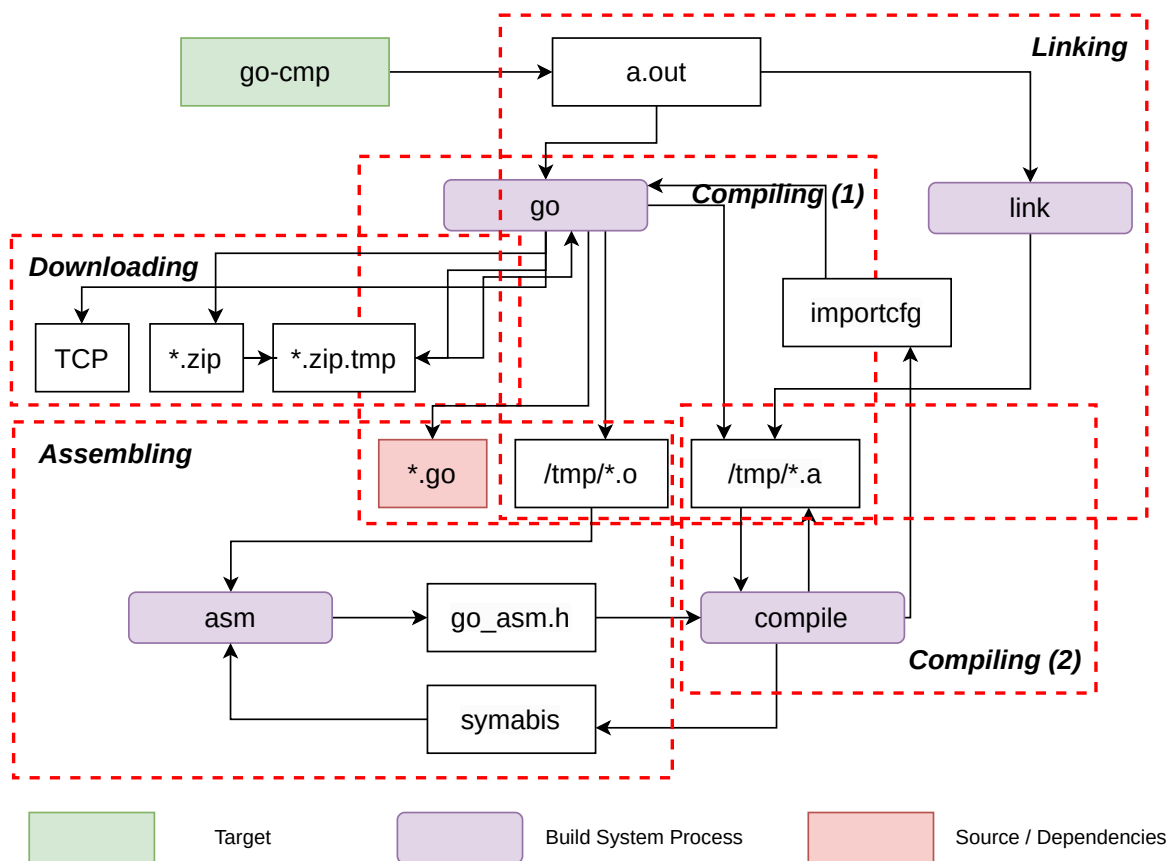 Linking
go-cmp
a.out
Compiling (1)
go
link
Downloading
importcfg
TCP
*.zip
*.zip.tmp
Assembling
*.go
/tmp/*.o
/tmp/*.a
asm
go_asm.h
compile
Compiling (2)
symabis
Target
Build System Process
Source / Dependencies